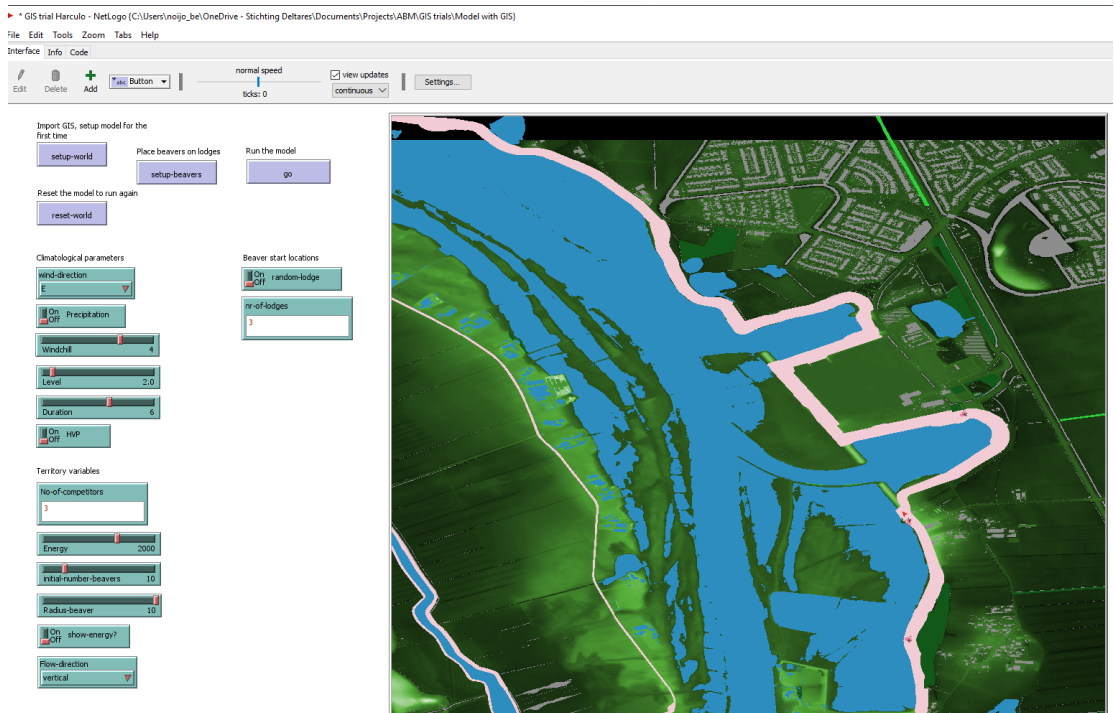 * GIS trial Harculo - NetLogo {C:\Users\noijo_be\OneDrive - Stichting Deltares\Documents\Projects\ABM\GIS trials\Model with GIS}
File Edit Tools Zoom Tabs Help
Interface Info Code
Edit Delete Add abc Button normal speed ticks: 0 view updates continuous Settings...
Import GIS, setup model for the
first time
setup-world
Place beavers on lodges
setup-beavers
Run the model
go
Reset the model to run again
reset-world
Climatological parameters
wind-direction
E
On
Off Precipitation
Windchill 4
Level 2.0
Duration 6
On
Off HVP
Beaver start locations
On
Off random-lodge
nr-of-lodges
3
Territory variables
No-of-competitors
3
Energy 2000
initial-number-beavers 10
Radius-beaver 10
On
Off show-energy?
Flow-direction
vertical